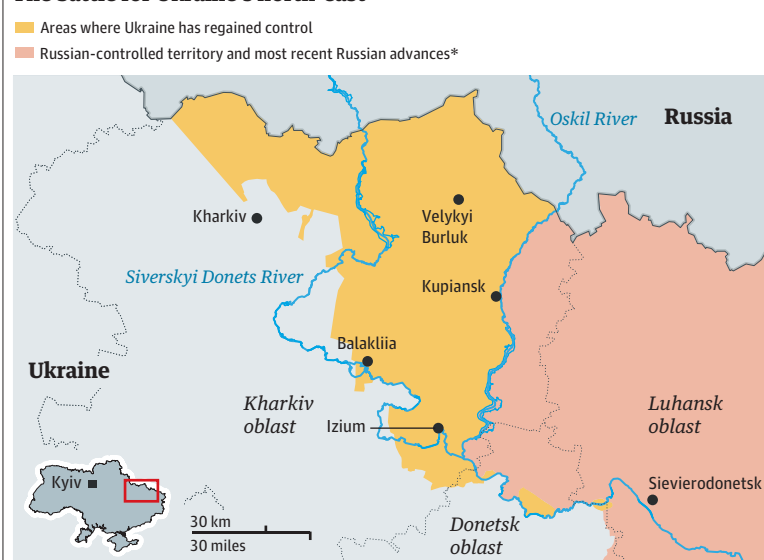 Areas where Ukraine has regained control
Russian-controlled territory and most recent Russian advances*
Oskil River
Russia
Kharkiv
Velykyi
Burluk
Siverskyi Donets River
Kupiansk
Balakliia
Ukraine
Kharkiv
oblast
Izium
Luhansk
oblast
Kyiv
Sievierodonetsk
30 km
30 miles
Donetsk
oblast